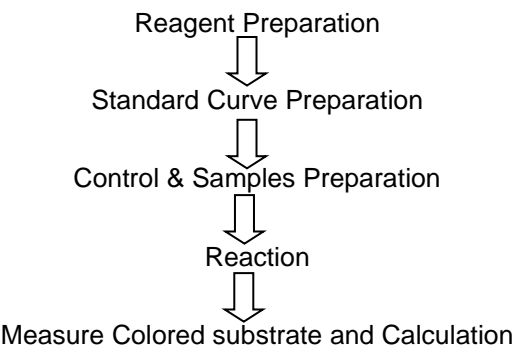 Reagent Preparation
Standard Curve Preparation
Control & Samples Preparation
Reaction
Measure Colored substrate and Calculation